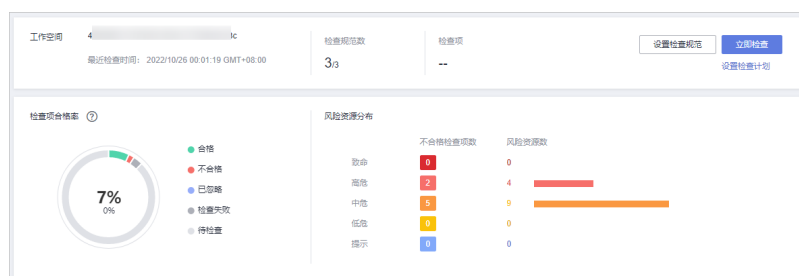 工作空间
4 lc
最近检查时间： 2022/10/26 00:01:19 GMT+08:00
检查规范数
3/3
检查项
--
设置检查规范
立即检查
设置检查计划
检查项合格率 ?
7%
0%
合格
不合格
已忽略
检查失败
待检查
风险资源分布
不合格检查项数 风险资源数
致命 0 0
高危 2 4
中危 5 9
低危 0 0
提示 0 0